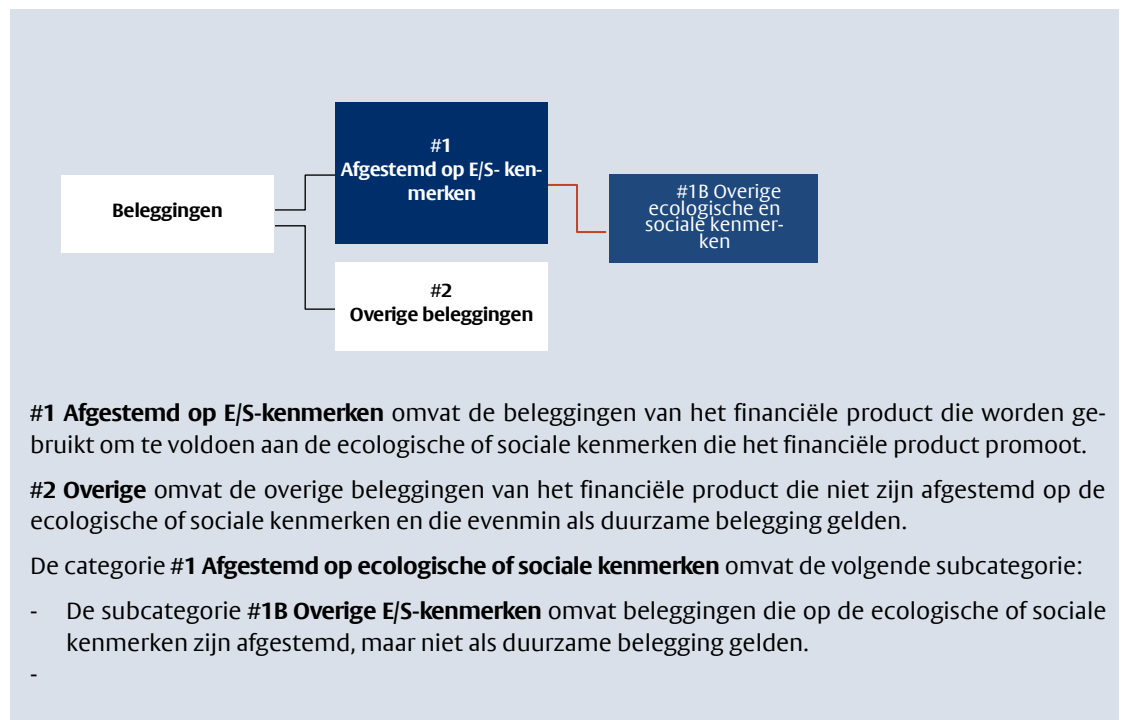 #1
Afgestemd op E/S- ken-
merken
#1B Overige
ecologische en
sociale kenmer-
ken
Beleggingen
#2
Overige beleggingen
#1 Afgestemd op E/S-kenmerken omvat de beleggingen van het financiële product die worden ge-
bruikt om te voldoen aan de ecologische of sociale kenmerken die het financiële product promoot.
#2 Overige omvat de overige beleggingen van het financiële product die niet zijn afgestemd op de
ecologische of sociale kenmerken en die evenmin als duurzame belegging gelden.
De categorie #1 Afgestemd op ecologische of sociale kenmerken omvat de volgende subcategorie:
- De subcategorie #1B Overige E/S-kenmerken omvat beleggingen die op de ecologische of sociale
kenmerken zijn afgestemd, maar niet als duurzame belegging gelden.
-